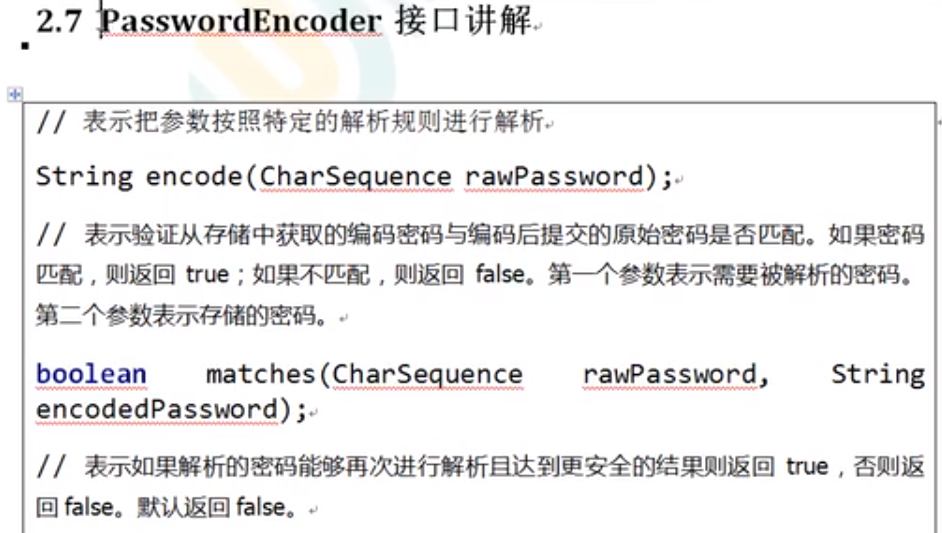 2.7 PasswordEncoder 接口讲解
// 表示把参数按照特定的解析规则进行解析
String encode(CharSequence rawPassword);
// 表示验证从存储中获取的编码密码与编码后提交的原始密码是否匹配。如果密码
匹配，则返回 true；如果不匹配，则返回 false。第一个参数表示需要被解析的密码。
第二个参数表示存储的密码。
boolean matches(CharSequence rawPassword, String
encodedPassword);
// 表示如果解析的密码能够再次进行解析且达到更安全的结果则返回 true，否则返
回 false。默认返回 false。